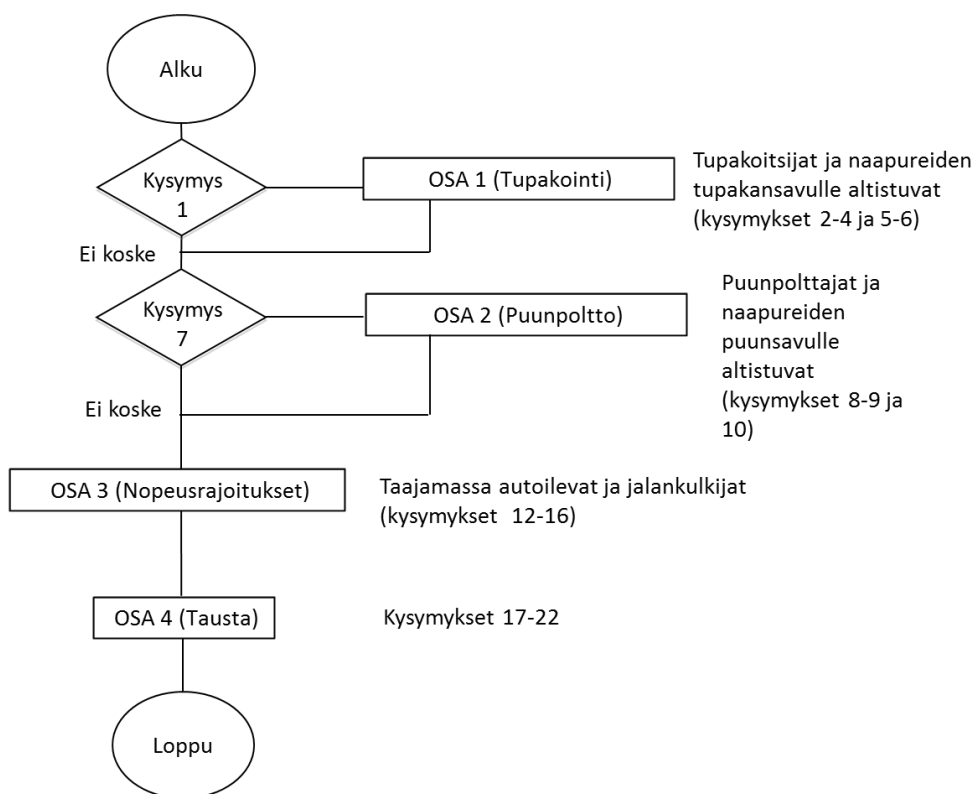 Alku
Kysymys
1
OSA 1 (Tupakointi)
Tupakoitsijat ja naapureiden
tupakansavulle altistuvat
(kysymykset 2-4 ja 5-6)
Ei koske
Kysymys
7
OSA 2 (Puunpoltto)
Puunpolttajat ja
naapureiden
puunsavulle
altistuvat
(kysymykset 8-9 ja
10)
Ei koske
OSA 3 (Nopeusrajoitukset)
Taajamassa autoilevat ja jalankulkijat
(kysymykset 12-16)
OSA 4 (Tausta)
Kysymykset 17-22
Loppu